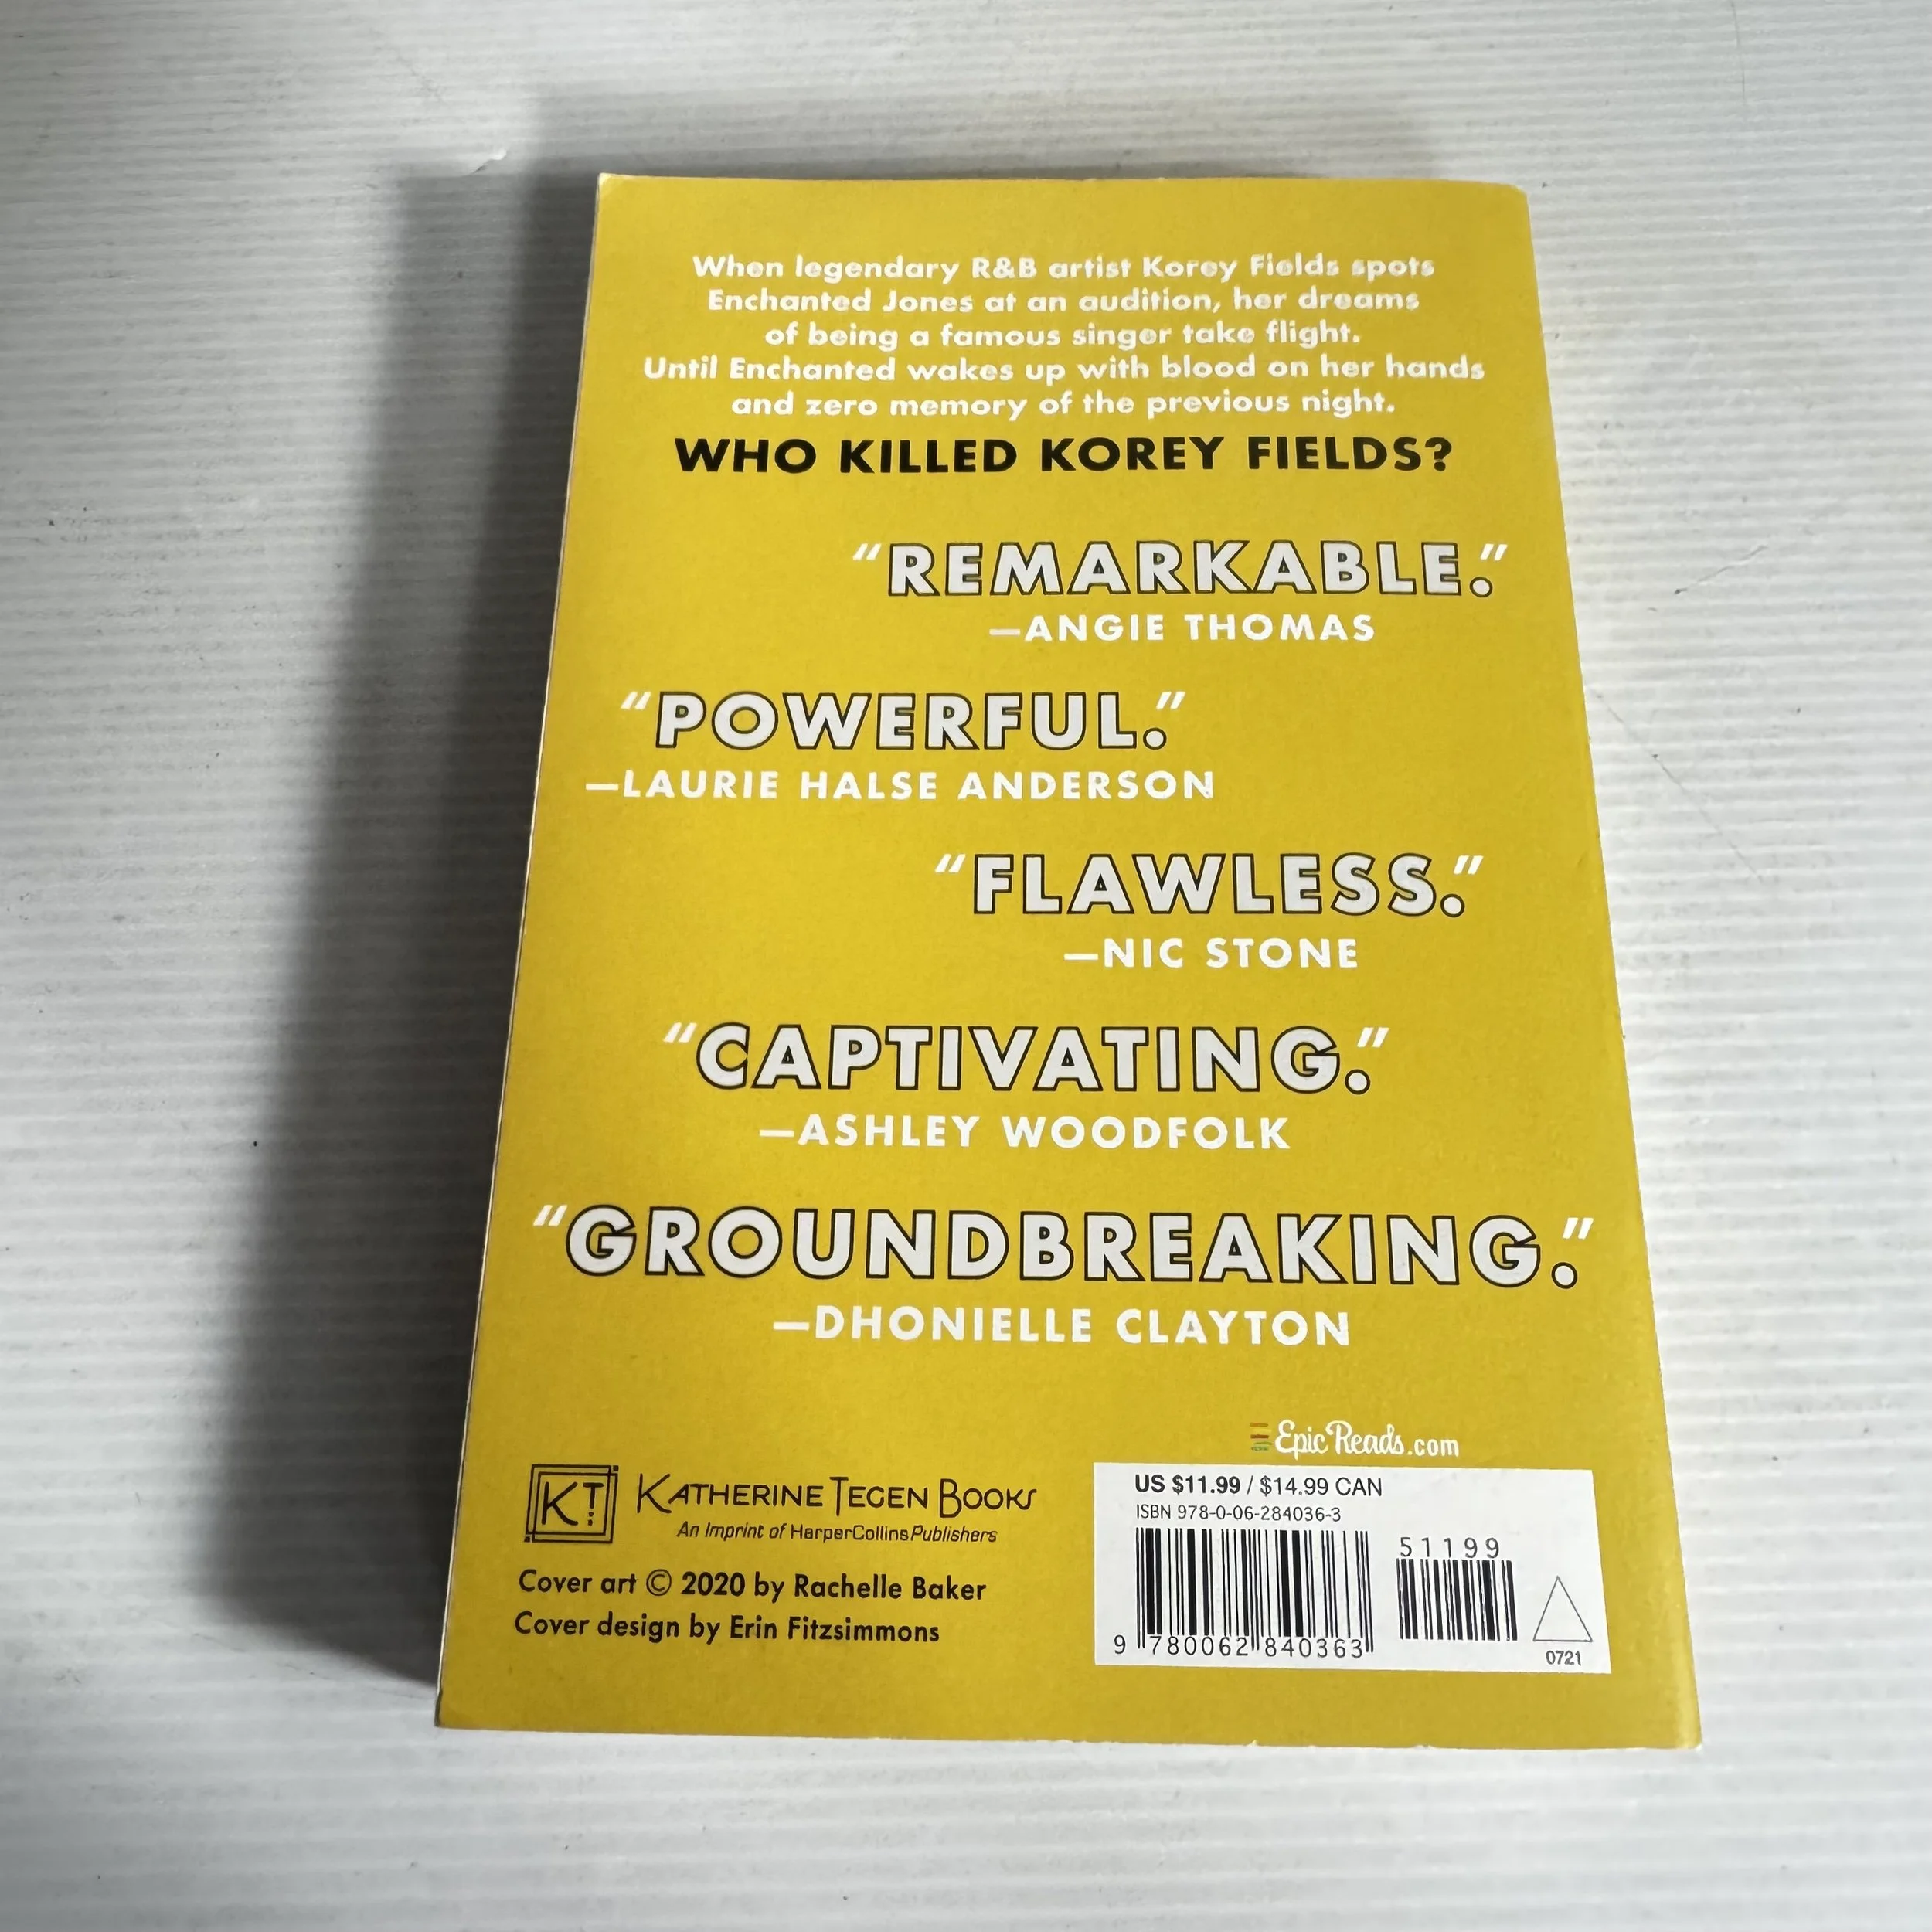 When legendary R&B artist Korey Fields spots
Enchanted Jones at an audition, her dreams
of being a famous singer take flight.
Until Enchanted wakes up with blood on her hands
and zero memory of the previous night.
WHO KILLED KOREY FIELDS?
"REMARKABLE."
—ANGIE THOMAS
"POWERFUL."
—LAURIE HALSE ANDERSON
"FLAWLESS."
—NIC STONE
"CAPTIVATING."
—ASHLEY WOODFOLK
"GROUNDBREAKING."
—DHONIELLE CLAYTON
EpicReads.com
KT
KATHERINE TEGEN BOOKS
An Imprint of HarperCollinsPublishers
Cover art © 2020 by Rachelle Baker
Cover design by Erin Fitzsimmons
US $11.99 / $14.99 CAN
ISBN 978-0-06-284036-3
51199
9 780062 840363
0721